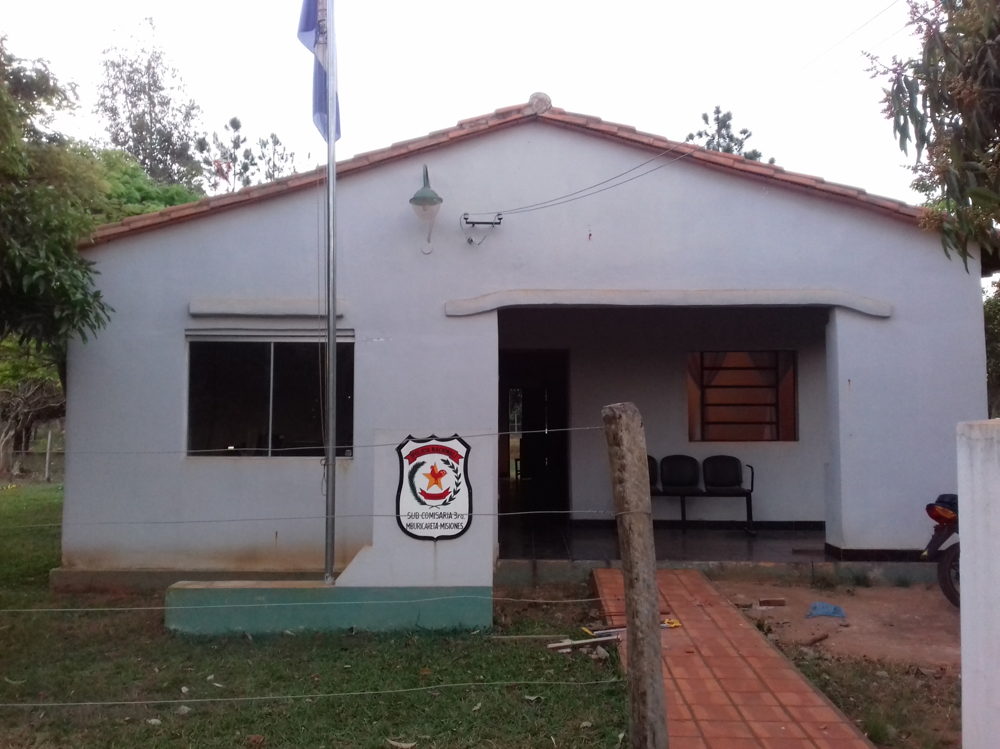 POLICIA NACIONAL
SUB COMISARIA 3ra.
MBURICARETA-MISIONES